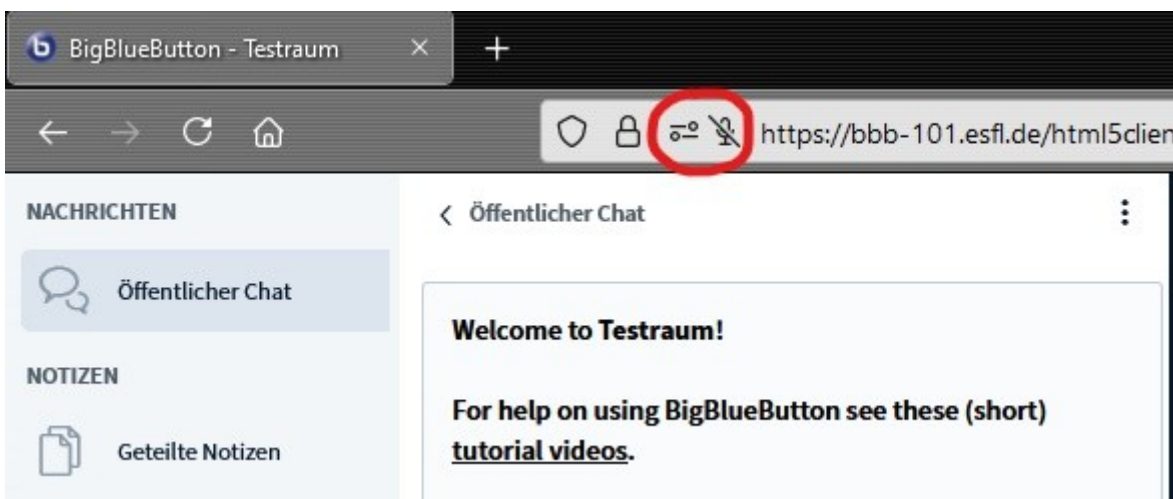 BigBlueButton - Testraum
https://bbb-101.esfl.de/html5clien
NACHRICHTEN
Öffentlicher Chat
NOTIZEN
Geteilte Notizen
Öffentlicher Chat
Welcome to Testraum!
For help on using BigBlueButton see these (short)
tutorial videos.